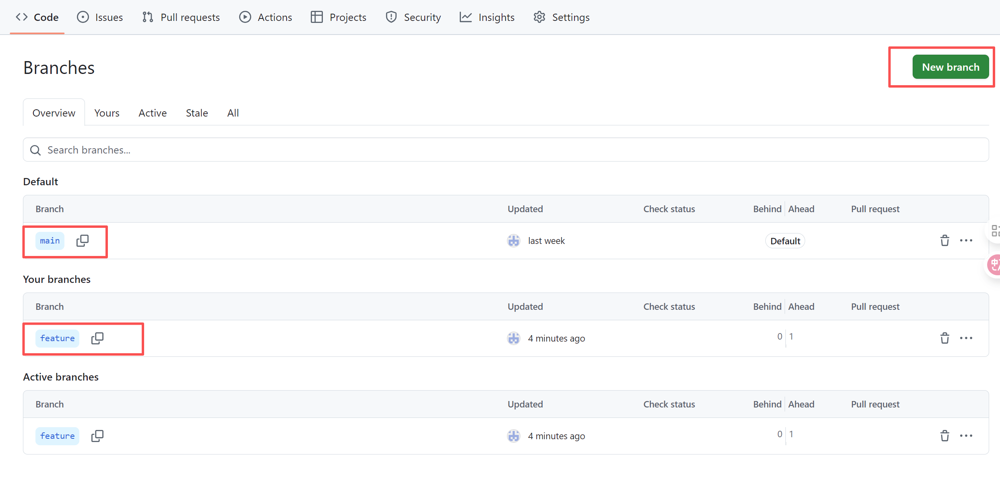 Code Issues Pull requests Actions Projects Security Insights Settings
Branches
New branch
Overview Yours Active Stale All
Search branches...
Default
Branch Updated Check status Behind Ahead Pull request
main last week Default
Your branches
Branch Updated Check status Behind Ahead Pull request
feature 4 minutes ago 0 1
Active branches
Branch Updated Check status Behind Ahead Pull request
feature 4 minutes ago 0 1